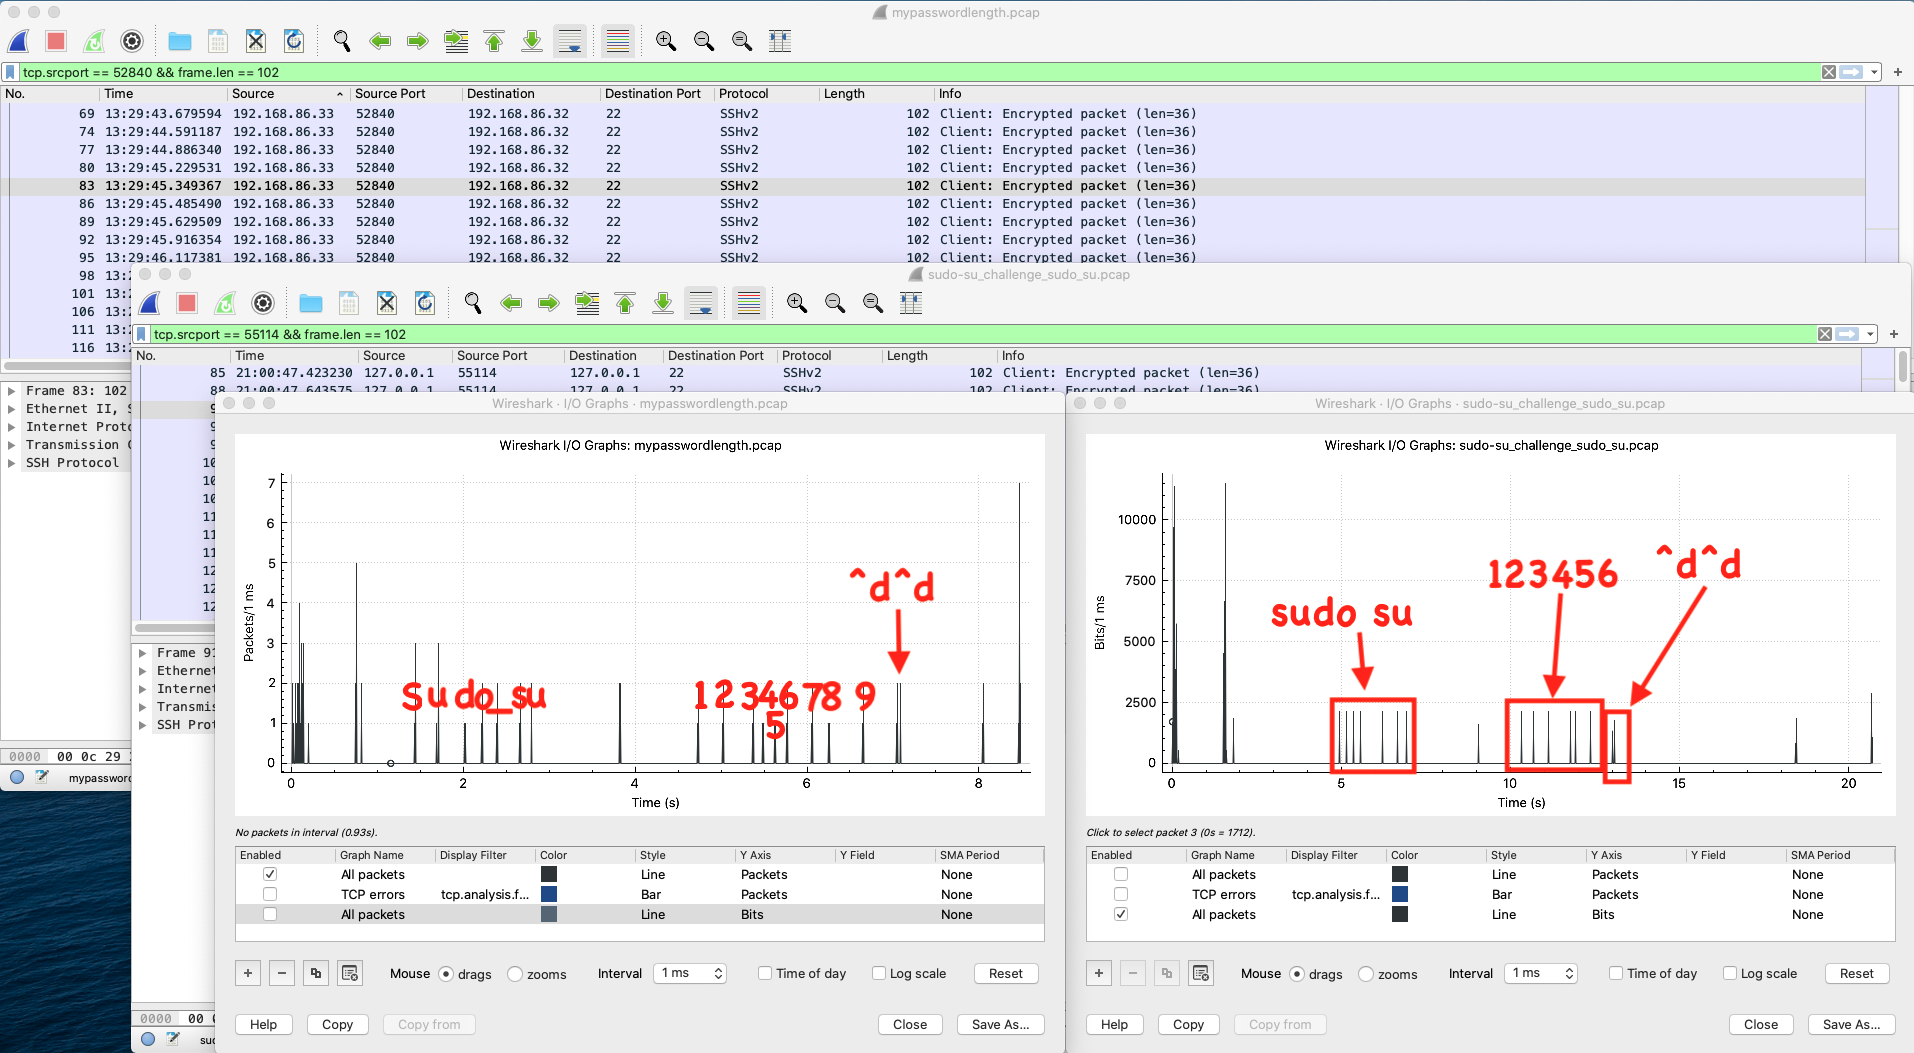 mypasswordlength.pcap
tcp.srcport == 52840 && frame.len == 102
No. Time Source Source Port Destination Destination Port Protocol Length Info
69 13:29:43.679594 192.168.86.33 52840 192.168.86.32 22 SSHv2 102 Client: Encrypted packet (len=36)
74 13:29:44.591187 192.168.86.33 52840 192.168.86.32 22 SSHv2 102 Client: Encrypted packet (len=36)
77 13:29:44.886340 192.168.86.33 52840 192.168.86.32 22 SSHv2 102 Client: Encrypted packet (len=36)
80 13:29:45.229531 192.168.86.33 52840 192.168.86.32 22 SSHv2 102 Client: Encrypted packet (len=36)
83 13:29:45.349367 192.168.86.33 52840 192.168.86.32 22 SSHv2 102 Client: Encrypted packet (len=36)
86 13:29:45.485490 192.168.86.33 52840 192.168.86.32 22 SSHv2 102 Client: Encrypted packet (len=36)
89 13:29:45.629509 192.168.86.33 52840 192.168.86.32 22 SSHv2 102 Client: Encrypted packet (len=36)
92 13:29:45.916354 192.168.86.33 52840 192.168.86.32 22 SSHv2 102 Client: Encrypted packet (len=36)
95 13:29:46.117381 192.168.86.33 52840 192.168.86.32 22 SSHv2 102 Client: Encrypted packet (len=36)
98 13:2
101 13:2
106 13:2
111 13:2
116 13:2
Frame 83: 102
Ethernet II, S
Internet Proto
Transmission C
SSH Protocol
0000 00 0c 29
mypassword
sudo-su_challenge_sudo_su.pcap
tcp.srcport == 55114 && frame.len == 102
No. Time Source Source Port Destination Destination Port Protocol Length Info
85 21:00:47.423230 127.0.0.1 55114 127.0.0.1 22 SSHv2 102 Client: Encrypted packet (len=36)
88 21:00:47.643575 127.0.0.1 55114 127.0.0.1 22 SSHv2 102 Client: Encrypted packet (len=36)
9
9
9
10
10
10
11
11
11
12
12
12
Frame 91
Ethernet
Internet
Transmis
SSH Prot
0000 00 0
suc
Wireshark · I/O Graphs · mypasswordlength.pcap
Wireshark I/O Graphs: mypasswordlength.pcap
Packets/1 ms
7
6
5
4
3
2
1
0
^d^d
Sudo_su
12346789
5
0 2 4 6 8
Time (s)
No packets in interval (0.93s).
Enabled Graph Name Display Filter Color Style Y Axis Y Field SMA Period
All packets Line Packets None
TCP errors tcp.analysis.f... Bar Packets None
All packets Line Bits None
+ − Mouse drags zooms Interval 1 ms Time of day Log scale Reset
Help Copy Copy from Close Save As...
Wireshark · I/O Graphs · sudo-su_challenge_sudo_su.pcap
Wireshark I/O Graphs: sudo-su_challenge_sudo_su.pcap
Bits/1 ms
10000
7500
5000
2500
0
sudo su
123456
^d^d
0 5 10 15 20
Time (s)
Click to select packet 3 (0s = 1712).
Enabled Graph Name Display Filter Color Style Y Axis Y Field SMA Period
All packets Line Packets None
TCP errors tcp.analysis.f... Bar Packets None
All packets Line Bits None
+ − Mouse drags zooms Interval 1 ms Time of day Log scale Reset
Help Copy Copy from Close Save As...